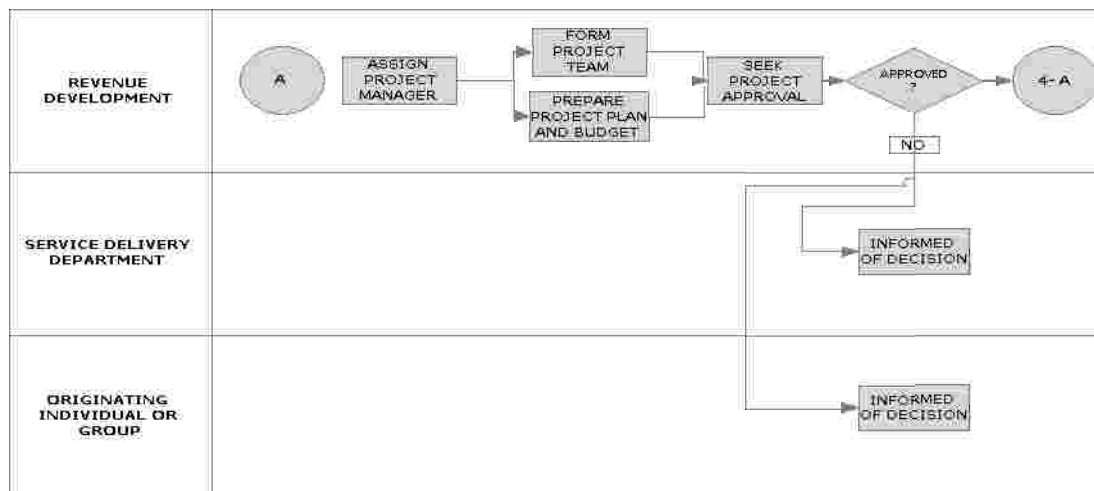 REVENUE
DEVELOPMENT
A
ASSIGN
PROJECT
MANAGER
FORM
PROJECT
TEAM
PREPARE
PROJECT PLAN
AND BUDGET
SEEK
PROJECT
APPROVAL
APPROVED
?
4- A
NO
SERVICE DELIVERY
DEPARTMENT
INFORMED
OF DECISION
ORIGINATING
INDIVIDUAL OR
GROUP
INFORMED
OF DECISION